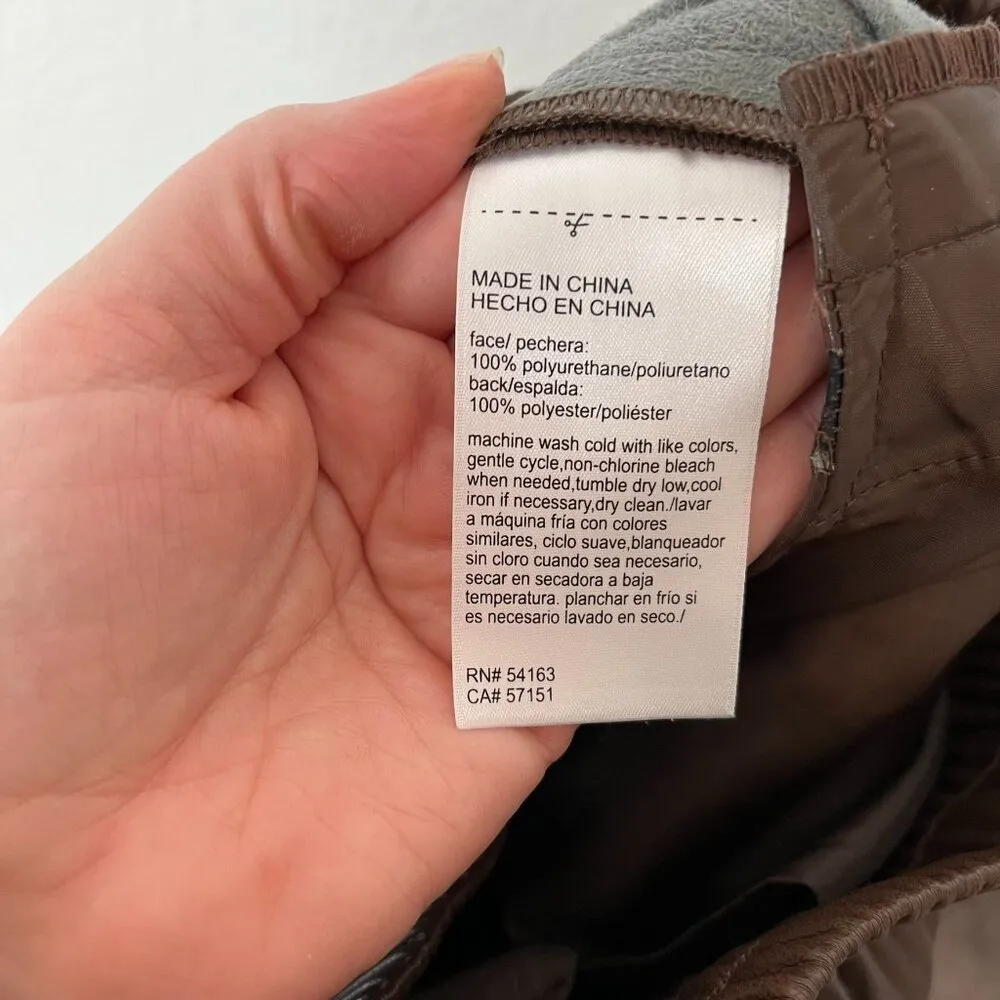 MADE IN CHINA
HECHO EN CHINA
face/ pechera:
100% polyurethane/poliuretano
back/espalda:
100% polyester/poliéster
machine wash cold with like colors,
gentle cycle,non-chlorine bleach
when needed,tumble dry low,cool
iron if necessary,dry clean./lavar
a máquina fría con colores
similares, ciclo suave,blanqueador
sin cloro cuando sea necesario,
secar en secadora a baja
temperatura. planchar en frío si
es necesario lavado en seco./
RN# 54163
CA# 57151